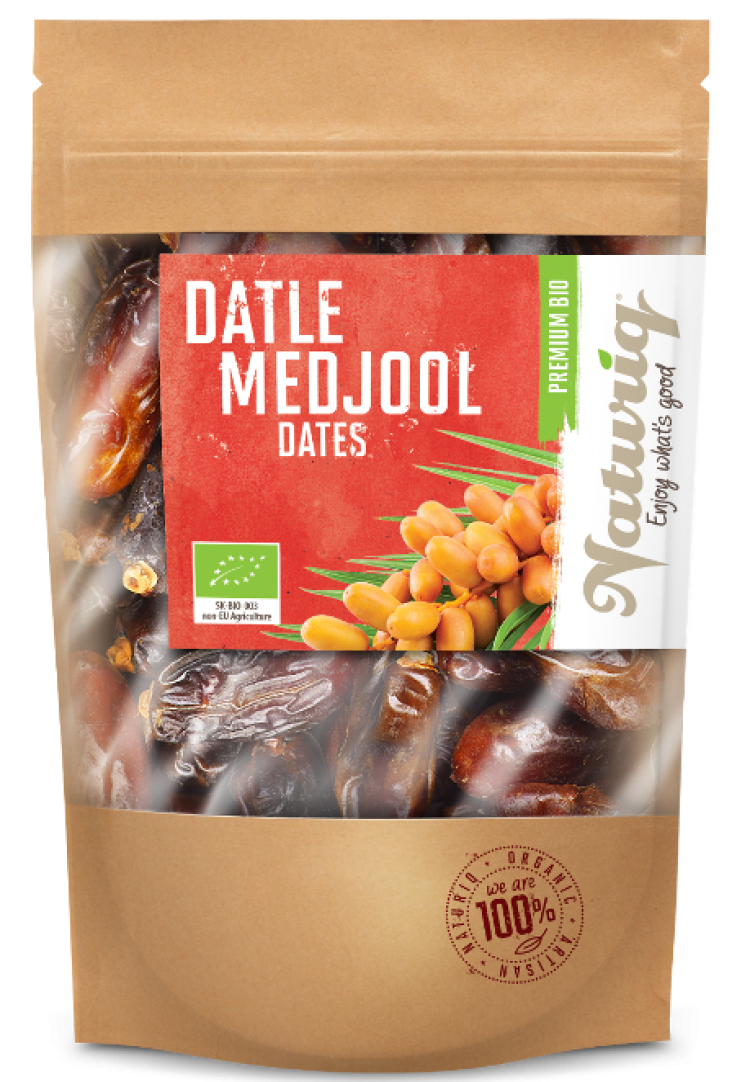 DATLE
MEDJOOL
DATES
PREMIUM BIO
Naturiq®
Enjoy what's good
SK-BIO-003
non-EU Agriculture
NATURIQ • ORGANIC • ARTISAN •
we are
100%